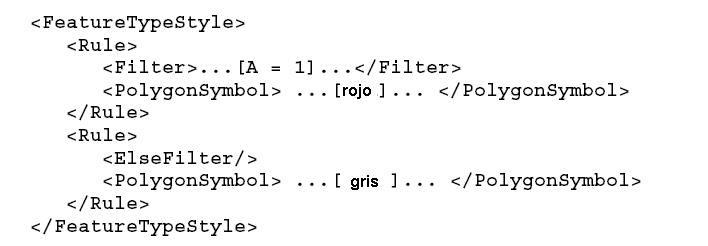 <FeatureTypeStyle>
<Rule>
<Filter>...[A = 1]...</Filter>
<PolygonSymbol> ...[rojo ]... </PolygonSymbol>
</Rule>
<Rule>
<ElseFilter/>
<PolygonSymbol> ...[ gris ]... </PolygonSymbol>
</Rule>
</FeatureTypeStyle>